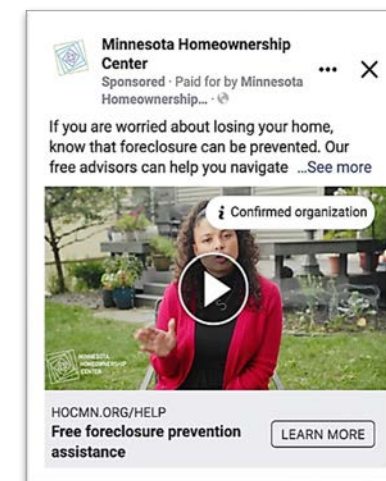 Minnesota Homeownership
Center
Sponsored · Paid for by Minnesota
Homeownership... ·
If you are worried about losing your home,
know that foreclosure can be prevented. Our
free advisors can help you navigate ...See more
i Confirmed organization
MINNESOTA
HOMEOWNERSHIP
CENTER
HOCMN.ORG/HELP
Free foreclosure prevention
assistance
LEARN MORE